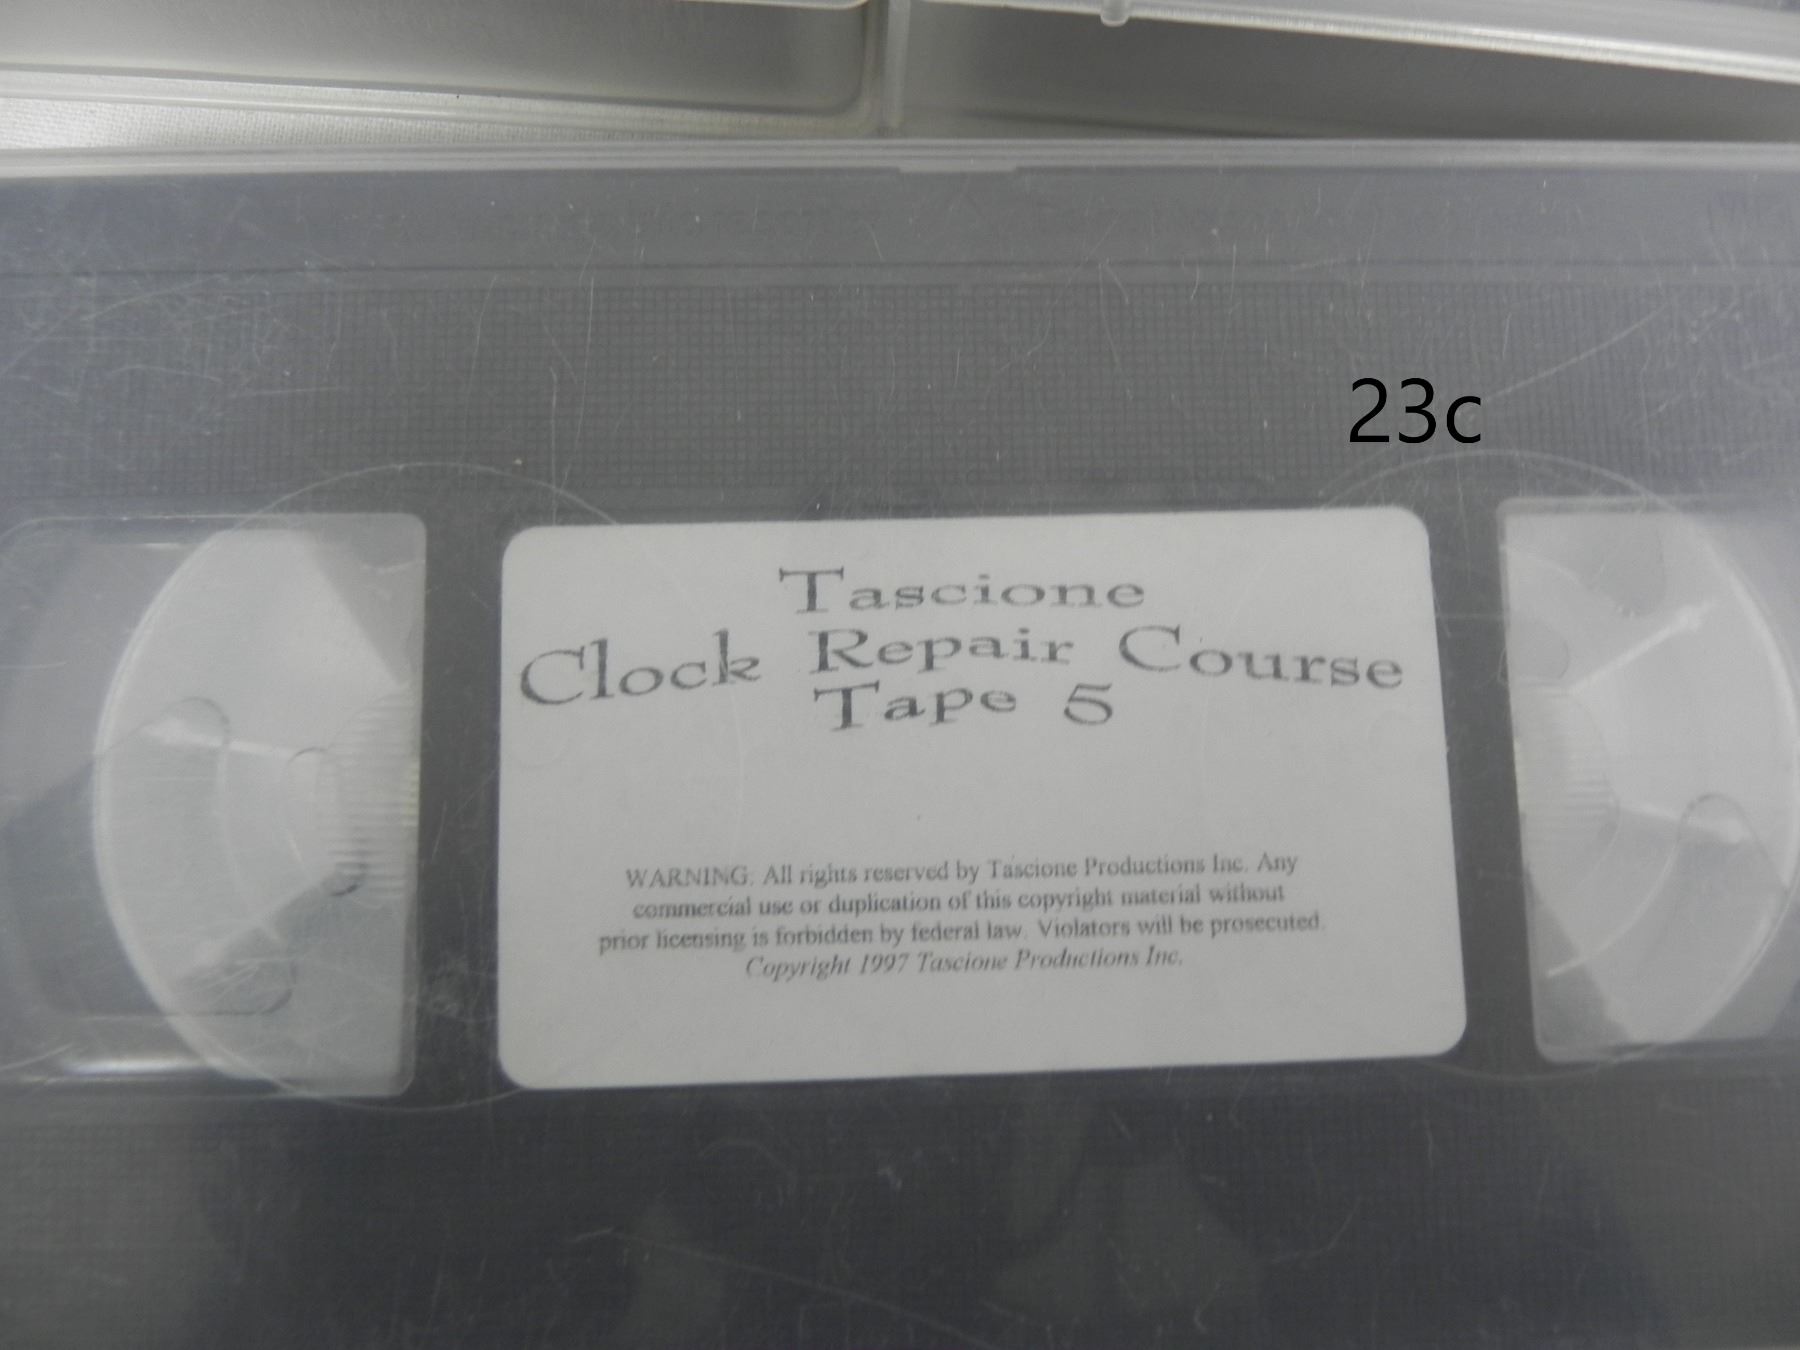 23c
Tascione
Clock Repair Course
Tape 5
WARNING: All rights reserved by Tascione Productions Inc. Any
commercial use or duplication of this copyright material without
prior licensing is forbidden by federal law. Violators will be prosecuted.
Copyright 1997 Tascione Productions Inc.